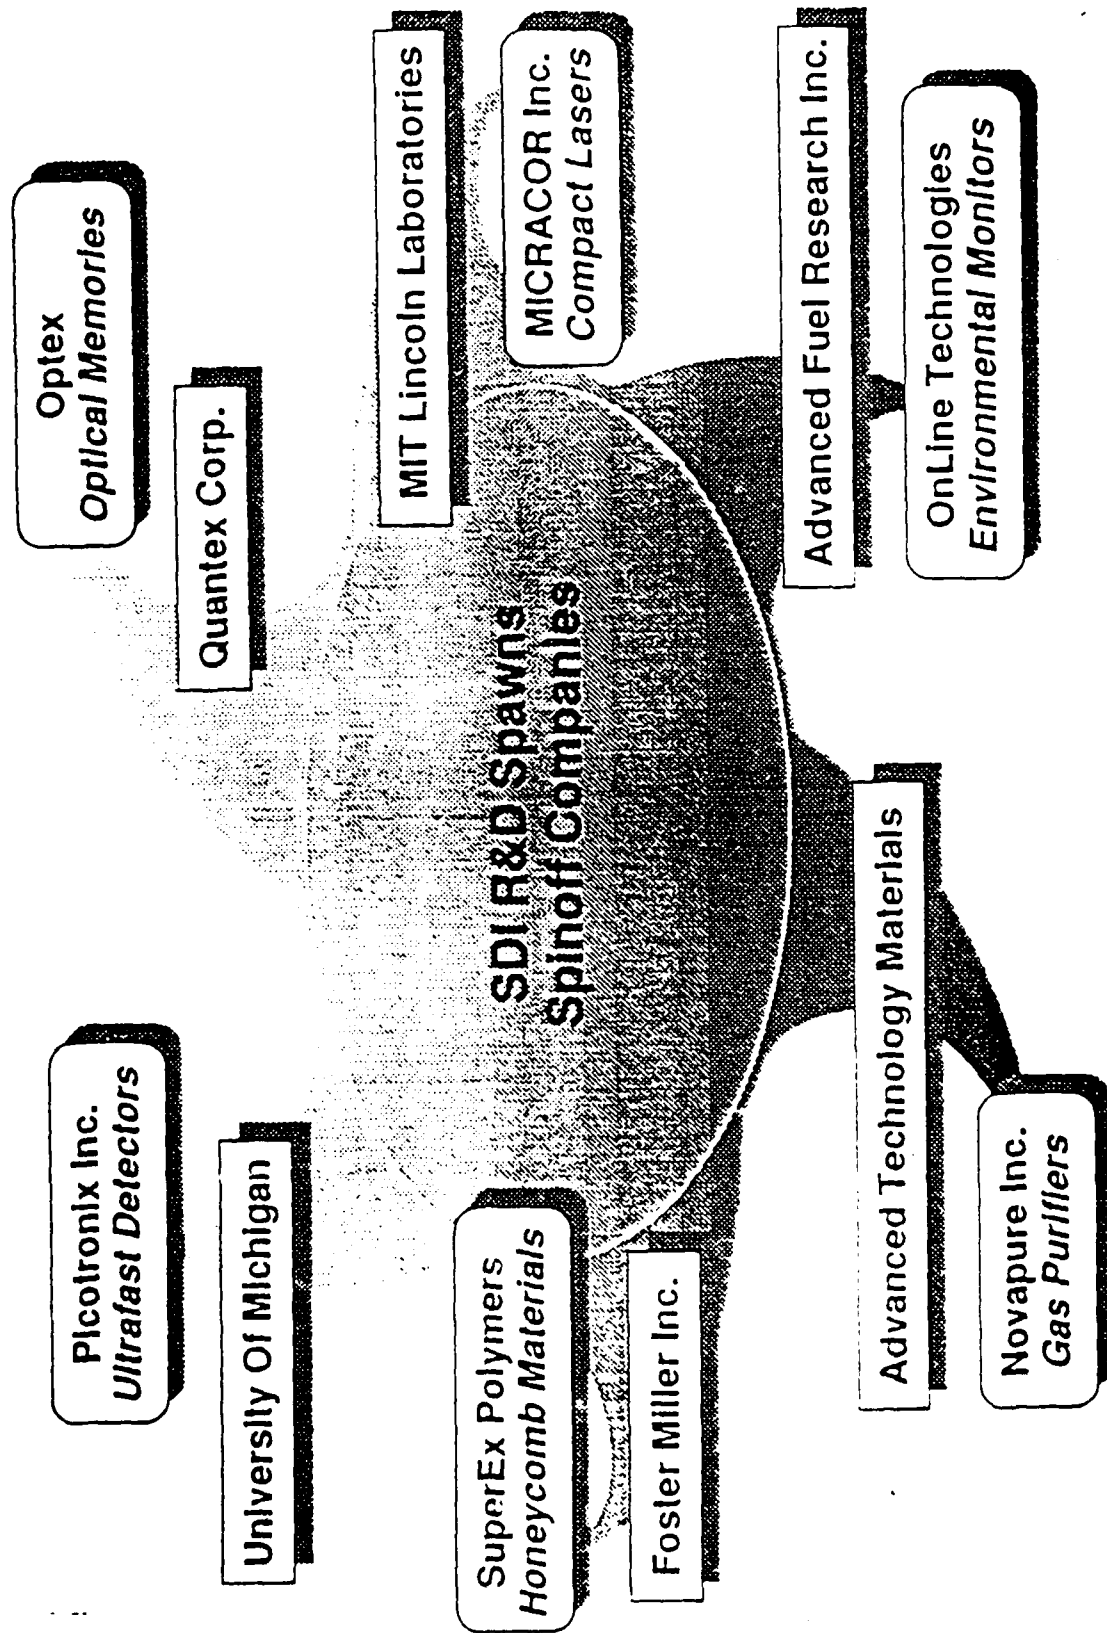 Picotronix Inc.
Ultrafast Detectors
University Of Michigan
Optex
Optical Memories
Quantex Corp.
MIT Lincoln Laboratories
MICRACOR Inc.
Compact Lasers
SDI R&D Spawns
Spinoff Companies
SuperEx Polymers
Honeycomb Materials
Foster Miller Inc.
Advanced Fuel Research Inc.
OnLine Technologies
Environmental Monitors
Advanced Technology Materials
Novapure Inc.
Gas Purifiers